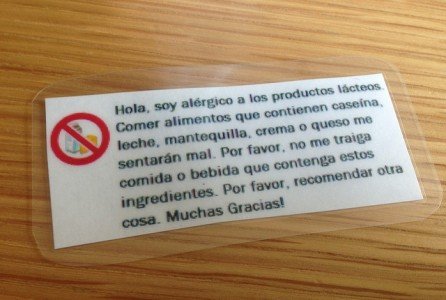 Hola, soy alérgico a los productos lácteos.
Comer alimentos que contienen caseína,
leche, mantequilla, crema o queso me
sentarán mal. Por favor, no me traiga
comida o bebida que contenga estos
ingredientes. Por favor, recomendar otra
cosa. Muchas Gracias!